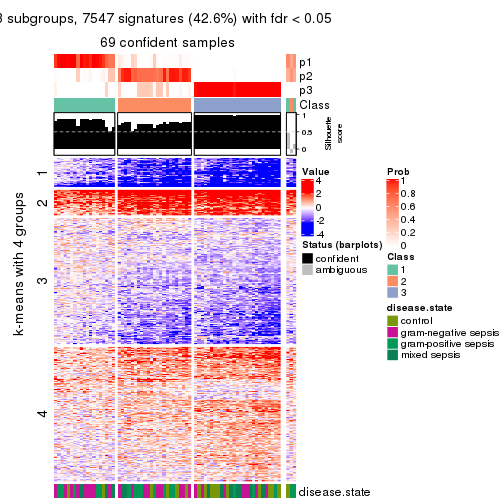 3 subgroups, 7547 signatures (42.6%) with fdr < 0.05
69 confident samples
p1
p2
p3
Class
1
0.5
0
Silhouette
score
k-means with 4 groups
1
2
3
4
disease.state
Value
4
2
0
-2
-4
Status (barplots)
confident
ambiguous
Prob
1
0.8
0.6
0.4
0.2
0
Class
1
2
3
disease.state
control
gram-negative sepsis
gram-positive sepsis
mixed sepsis